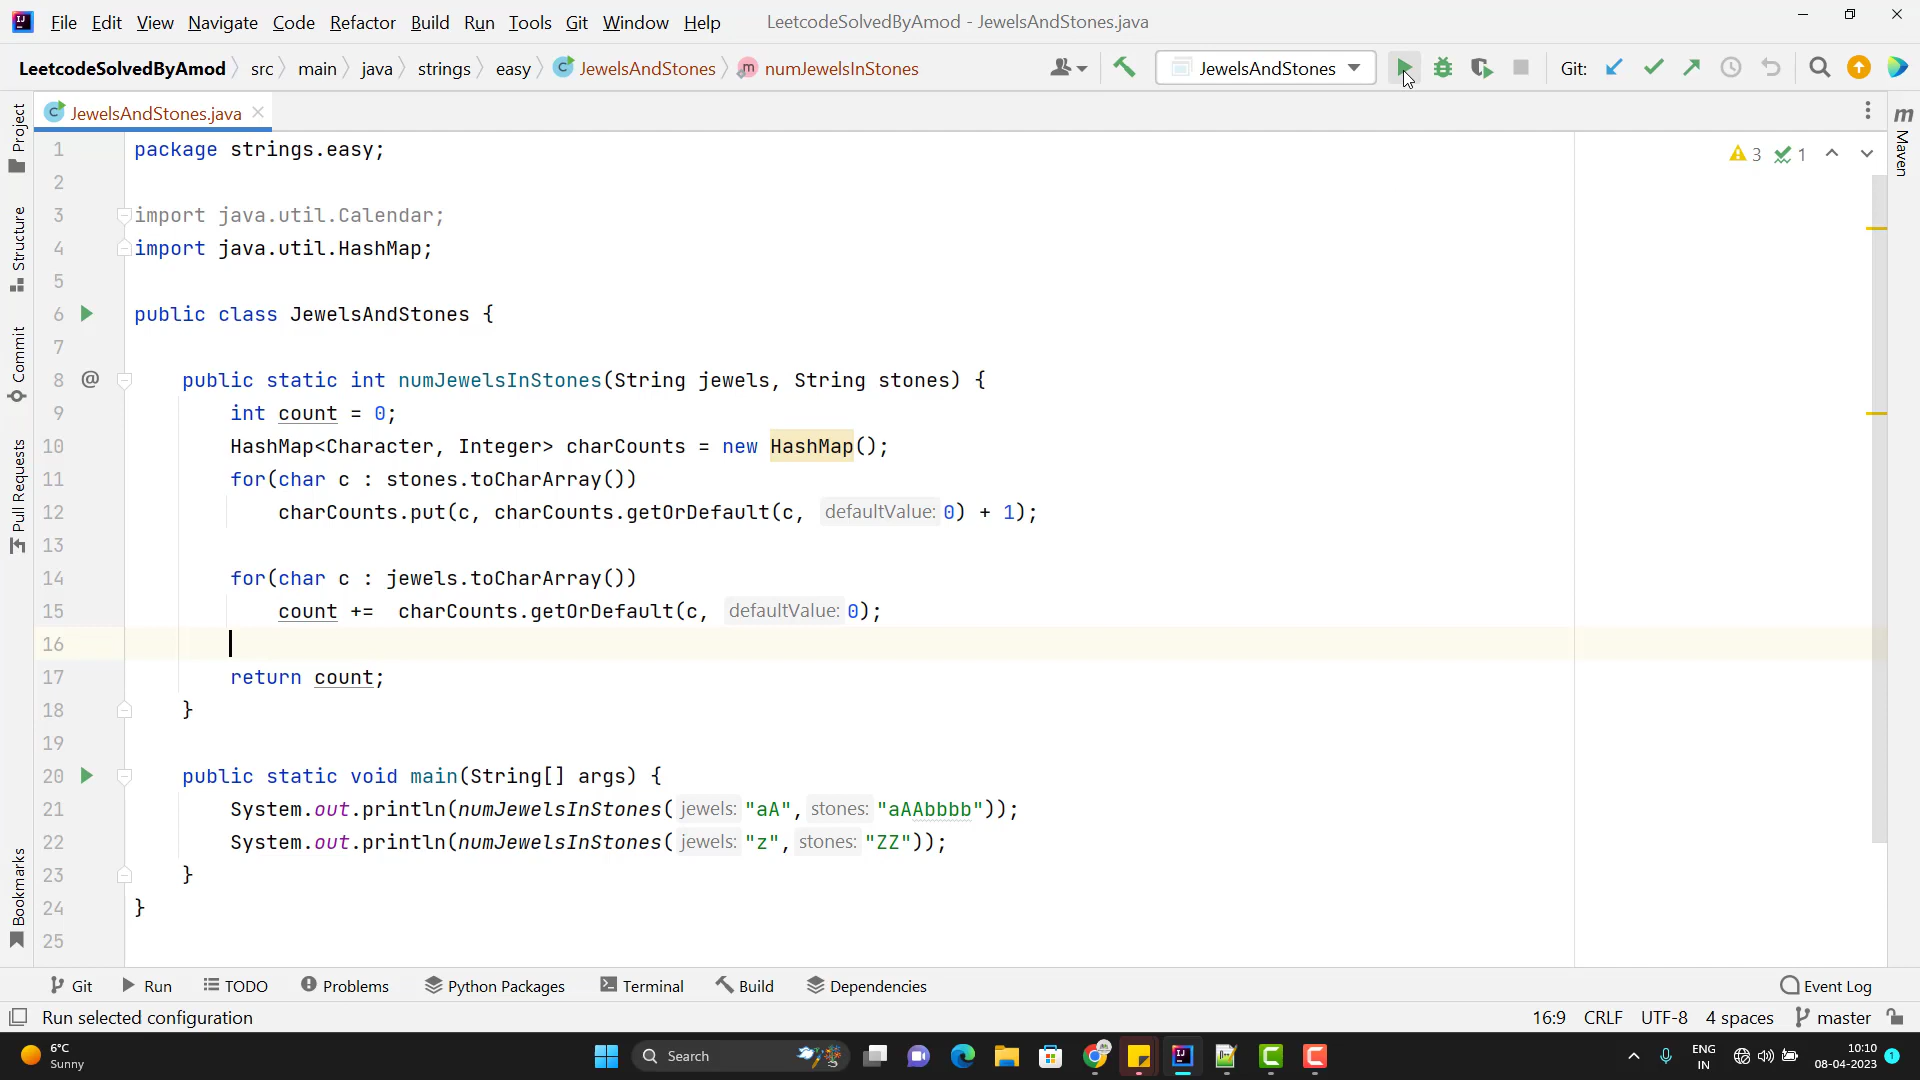 File Edit View Navigate Code Refactor Build Run Tools Git Window Help LeetcodeSolvedByAmod - JewelsAndStones.java
LeetcodeSolvedByAmod src main java strings easy JewelsAndStones numJewelsInStones JewelsAndStones Git:
JewelsAndStones.java
Project
Structure
Commit
Pull Requests
Bookmarks
Maven
3 1
1 package strings.easy;
2
3 import java.util.Calendar;
4 import java.util.HashMap;
5
6 public class JewelsAndStones {
7
8 @ public static int numJewelsInStones(String jewels, String stones) {
9 int count = 0;
10 HashMap<Character, Integer> charCounts = new HashMap();
11 for(char c : stones.toCharArray())
12 charCounts.put(c, charCounts.getOrDefault(c, defaultValue: 0) + 1);
13
14 for(char c : jewels.toCharArray())
15 count += charCounts.getOrDefault(c, defaultValue: 0);
16
17 return count;
18 }
19
20 public static void main(String[] args) {
21 System.out.println(numJewelsInStones( jewels: "aA", stones: "aAAbbbb"));
22 System.out.println(numJewelsInStones( jewels: "z", stones: "ZZ"));
23 }
24 }
25
Git Run TODO Problems Python Packages Terminal Build Dependencies Event Log
Run selected configuration 16:9 CRLF UTF-8 4 spaces master
6°C
Sunny
Search
ENG
IN
10:10
08-04-2023
1